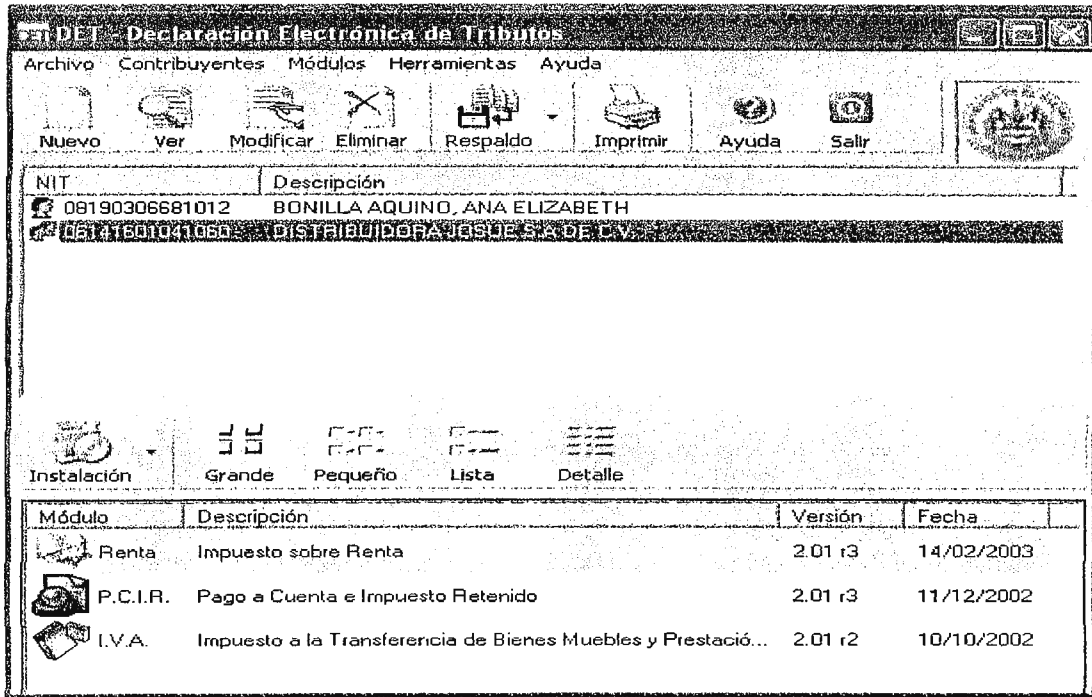 DET - Declaración Electrónica de Tributos
Archivo Contribuyentes Módulos Herramientas Ayuda
Nuevo Ver Modificar Eliminar Respaldo Imprimir Ayuda Salir
NIT Descripción
08190306681012 BONILLA AQUINO, ANA ELIZABETH
06141601041060 DISTRIBUIDORA JOSUE S.A DE C.V.
Instalación Grande Pequeño Lista Detalle
Módulo Descripción Versión Fecha
Renta Impuesto sobre Renta 2.01 r3 14/02/2003
P.C.I.R. Pago a Cuenta e Impuesto Retenido 2.01 r3 11/12/2002
I.V.A. Impuesto a la Transferencia de Bienes Muebles y Prestació... 2.01 r2 10/10/2002